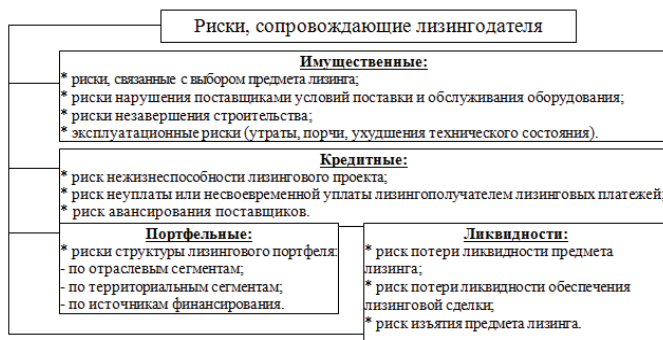 Риски, сопровождающие лизингодателя
Имущественные:
* риски, связанные с выбором предмета лизинга;
* риски нарушения поставщиками условий поставки и обслуживания оборудования;
* риски незавершения строительства;
* эксплуатационные риски (утраты, порчи, ухудшения технического состояния).
Кредитные:
* риск нежизнеспособности лизингового проекта;
* риск неуплаты или несвоевременной уплаты лизингополучателем лизинговых платежей;
* риск авансирования поставщиков.
Портфельные:
* риски структуры лизингового портфеля:
- по отраслевым сегментам;
- по территориальным сегментам;
- по источникам финансирования.
Ликвидности:
* риск потери ликвидности предмета
лизинга;
* риск потери ликвидности обеспечения
лизинговой сделки;
* риск изъятия предмета лизинга.